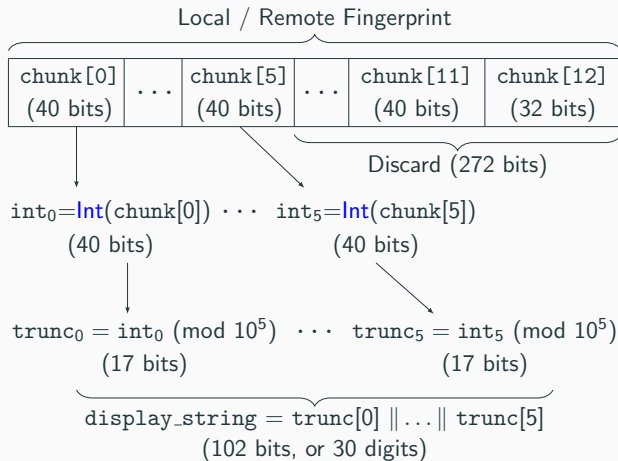 Local / Remote Fingerprint
chunk[0] ··· chunk[5] ··· chunk[11] chunk[12]
(40 bits) (40 bits) (40 bits) (32 bits)
Discard (272 bits)
int₀=Int(chunk[0]) ··· int₅=Int(chunk[5])
(40 bits) (40 bits)
trunc₀ = int₀ (mod 10⁵) ··· trunc₅ = int₅ (mod 10⁵)
(17 bits) (17 bits)
display_string = trunc[0] ∥...∥ trunc[5]
(102 bits, or 30 digits)